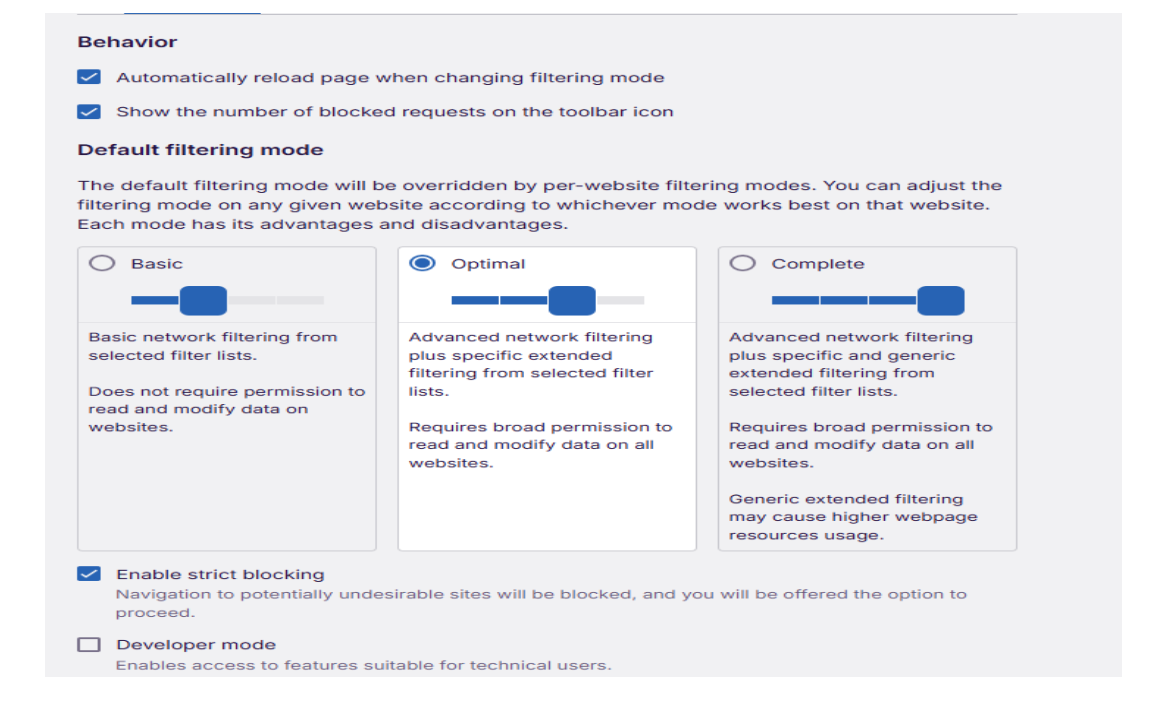 Behavior
Automatically reload page when changing filtering mode
Show the number of blocked requests on the toolbar icon
Default filtering mode
The default filtering mode will be overridden by per-website filtering modes. You can adjust the
filtering mode on any given website according to whichever mode works best on that website.
Each mode has its advantages and disadvantages.
Basic
Basic network filtering from
selected filter lists.
Does not require permission to
read and modify data on
websites.
Optimal
Advanced network filtering
plus specific extended
filtering from selected filter
lists.
Requires broad permission to
read and modify data on all
websites.
Complete
Advanced network filtering
plus specific and generic
extended filtering from
selected filter lists.
Requires broad permission to
read and modify data on all
websites.
Generic extended filtering
may cause higher webpage
resources usage.
Enable strict blocking
Navigation to potentially undesirable sites will be blocked, and you will be offered the option to
proceed.
Developer mode
Enables access to features suitable for technical users.